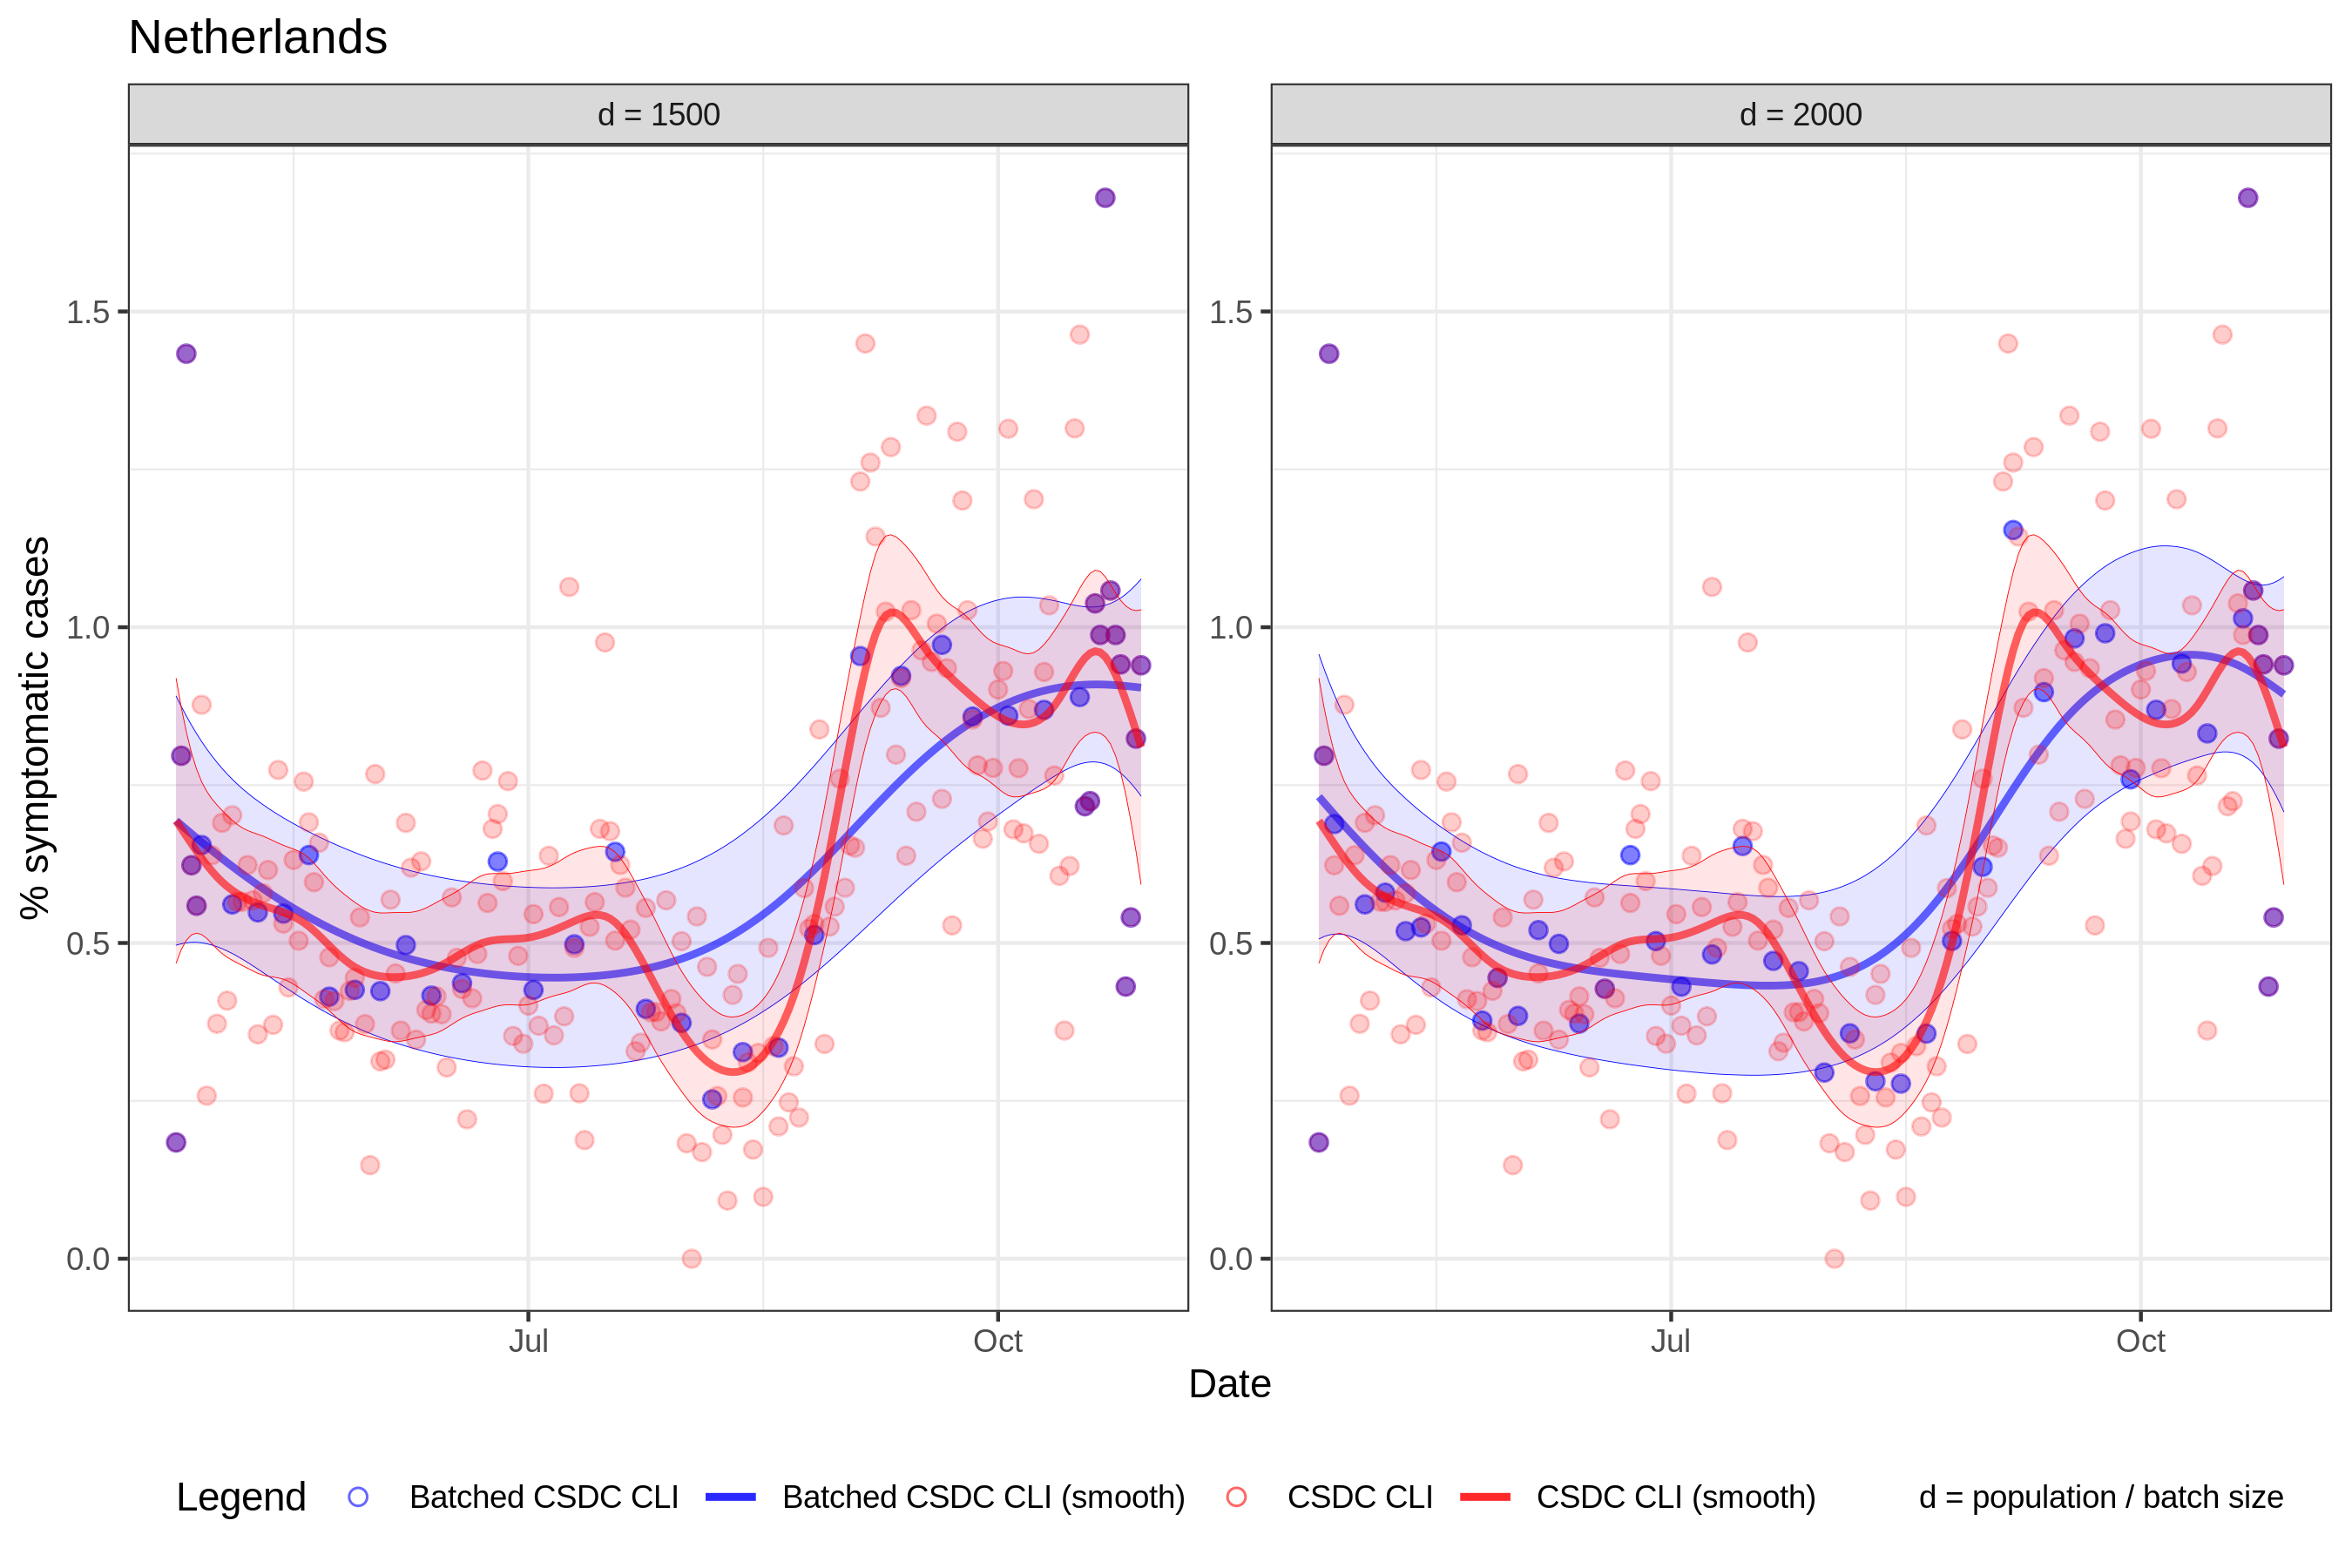 Netherlands
d = 1500
d = 2000
% symptomatic cases
1.5
1.0
0.5
0.0
1.5
1.0
0.5
0.0
Jul
Oct
Jul
Oct
Date
Legend
Batched CSDC CLI
Batched CSDC CLI (smooth)
CSDC CLI
CSDC CLI (smooth)
d = population / batch size